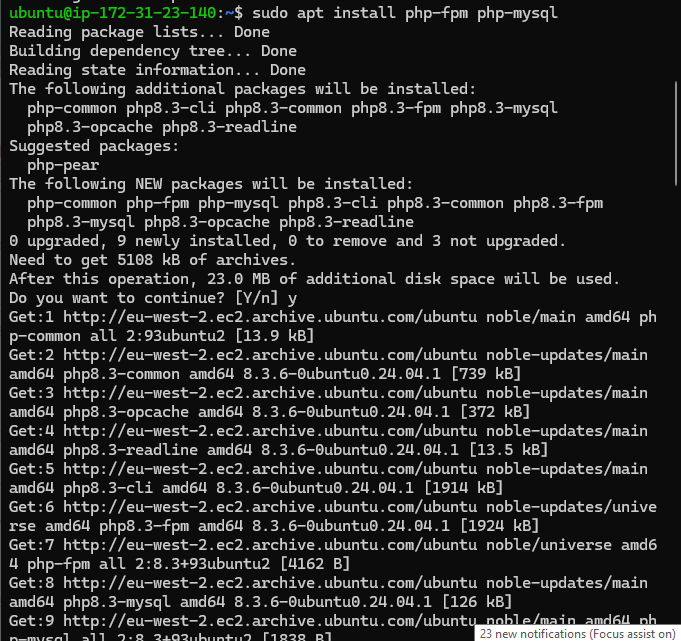 ubuntu@ip-172-31-23-140:~$ sudo apt install php-fpm php-mysql
Reading package lists... Done
Building dependency tree... Done
Reading state information... Done
The following additional packages will be installed:
  php-common php8.3-cli php8.3-common php8.3-fpm php8.3-mysql
  php8.3-opcache php8.3-readline
Suggested packages:
  php-pear
The following NEW packages will be installed:
  php-common php-fpm php-mysql php8.3-cli php8.3-common php8.3-fpm
  php8.3-mysql php8.3-opcache php8.3-readline
0 upgraded, 9 newly installed, 0 to remove and 3 not upgraded.
Need to get 5108 kB of archives.
After this operation, 23.0 MB of additional disk space will be used.
Do you want to continue? [Y/n] y
Get:1 http://eu-west-2.ec2.archive.ubuntu.com/ubuntu noble/main amd64 ph
p-common all 2:93ubuntu2 [13.9 kB]
Get:2 http://eu-west-2.ec2.archive.ubuntu.com/ubuntu noble-updates/main
amd64 php8.3-common amd64 8.3.6-0ubuntu0.24.04.1 [739 kB]
Get:3 http://eu-west-2.ec2.archive.ubuntu.com/ubuntu noble-updates/main
amd64 php8.3-opcache amd64 8.3.6-0ubuntu0.24.04.1 [372 kB]
Get:4 http://eu-west-2.ec2.archive.ubuntu.com/ubuntu noble-updates/main
amd64 php8.3-readline amd64 8.3.6-0ubuntu0.24.04.1 [13.5 kB]
Get:5 http://eu-west-2.ec2.archive.ubuntu.com/ubuntu noble-updates/main
amd64 php8.3-cli amd64 8.3.6-0ubuntu0.24.04.1 [1914 kB]
Get:6 http://eu-west-2.ec2.archive.ubuntu.com/ubuntu noble-updates/unive
rse amd64 php8.3-fpm amd64 8.3.6-0ubuntu0.24.04.1 [1924 kB]
Get:7 http://eu-west-2.ec2.archive.ubuntu.com/ubuntu noble/universe amd6
4 php-fpm all 2:8.3+93ubuntu2 [4162 B]
Get:8 http://eu-west-2.ec2.archive.ubuntu.com/ubuntu noble-updates/main
amd64 php8.3-mysql amd64 8.3.6-0ubuntu0.24.04.1 [126 kB]
Get:9 http://eu-west-2.ec2.archive.ubuntu.com/ubuntu noble/main amd64 ph
p-mysql all 2:8.3+93ubuntu2 [1838 B]
23 new notifications (Focus assist on)